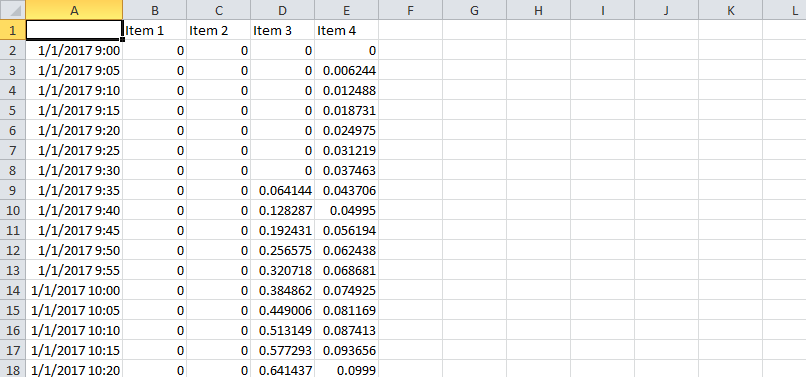 A B C D E F G H I J K L
1 Item 1 Item 2 Item 3 Item 4
2 1/1/2017 9:00 0 0 0 0
3 1/1/2017 9:05 0 0 0 0.006244
4 1/1/2017 9:10 0 0 0 0.012488
5 1/1/2017 9:15 0 0 0 0.018731
6 1/1/2017 9:20 0 0 0 0.024975
7 1/1/2017 9:25 0 0 0 0.031219
8 1/1/2017 9:30 0 0 0 0.037463
9 1/1/2017 9:35 0 0 0.064144 0.043706
10 1/1/2017 9:40 0 0 0.128287 0.04995
11 1/1/2017 9:45 0 0 0.192431 0.056194
12 1/1/2017 9:50 0 0 0.256575 0.062438
13 1/1/2017 9:55 0 0 0.320718 0.068681
14 1/1/2017 10:00 0 0 0.384862 0.074925
15 1/1/2017 10:05 0 0 0.449006 0.081169
16 1/1/2017 10:10 0 0 0.513149 0.087413
17 1/1/2017 10:15 0 0 0.577293 0.093656
18 1/1/2017 10:20 0 0 0.641437 0.0999